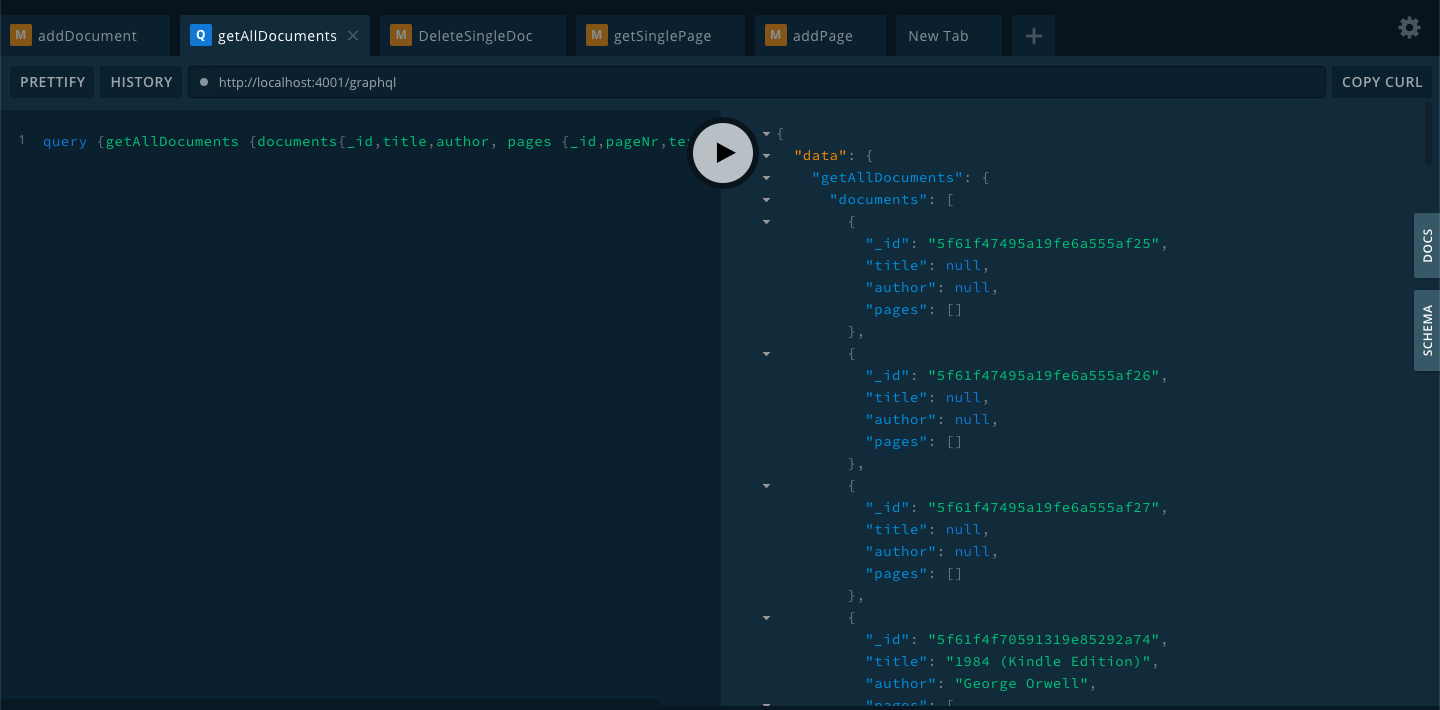 M addDocument Q getAllDocuments M DeleteSingleDoc M getSinglePage M addPage New Tab
PRETTIFY HISTORY http://localhost:4001/graphql COPY CURL
1 query {getAllDocuments {documents{_id,title,author, pages {_id,pageNr,te
{
"data": {
"getAllDocuments": {
"documents": [
{
"_id": "5f61f47495a19fe6a555af25",
"title": null,
"author": null,
"pages": []
},
{
"_id": "5f61f47495a19fe6a555af26",
"title": null,
"author": null,
"pages": []
},
{
"_id": "5f61f47495a19fe6a555af27",
"title": null,
"author": null,
"pages": []
},
{
"_id": "5f61f4f70591319e85292a74",
"title": "1984 (Kindle Edition)",
"author": "George Orwell",
"pages": [
DOCS
SCHEMA